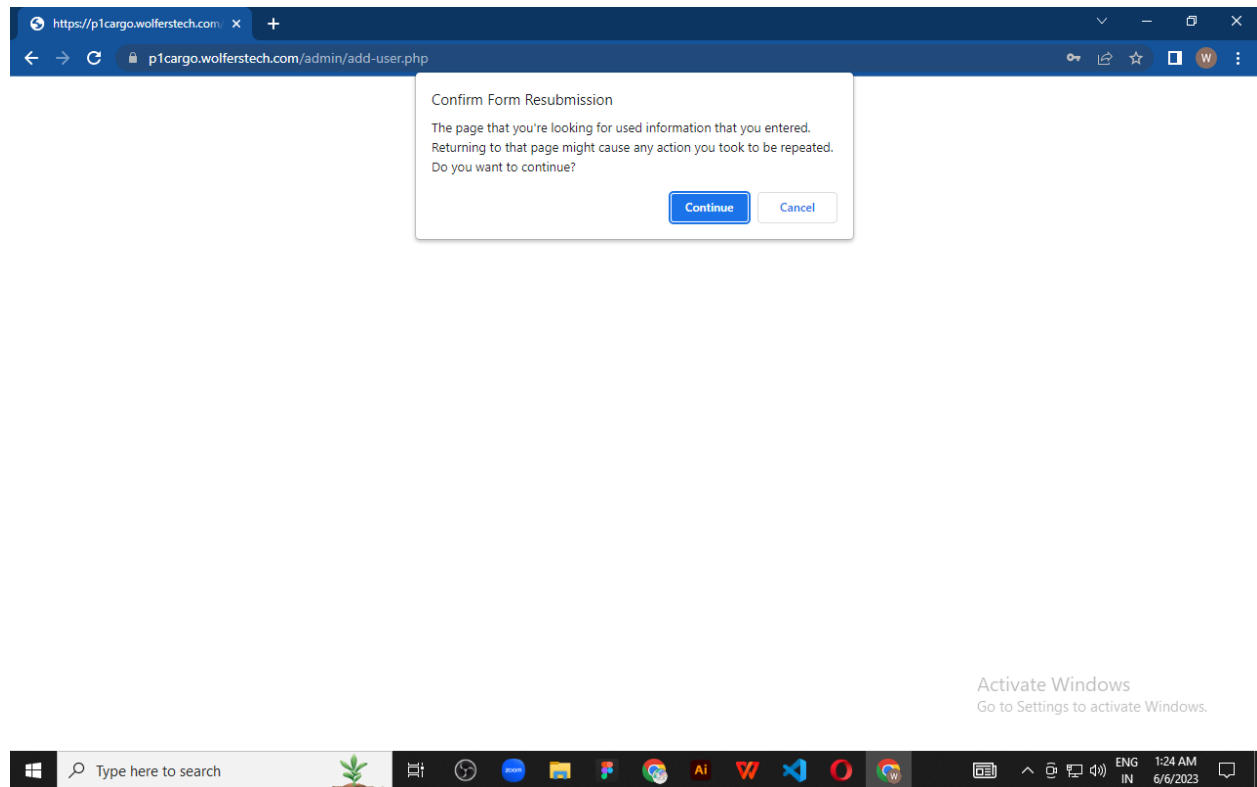 https://p1cargo.wolferstech.com/
p1cargo.wolferstech.com/admin/add-user.php
W
Confirm Form Resubmission
The page that you're looking for used information that you entered.
Returning to that page might cause any action you took to be repeated.
Do you want to continue?
Continue
Cancel
Activate Windows
Go to Settings to activate Windows.
Type here to search
zoom
Ai
W
W
ENG
IN
1:24 AM
6/6/2023